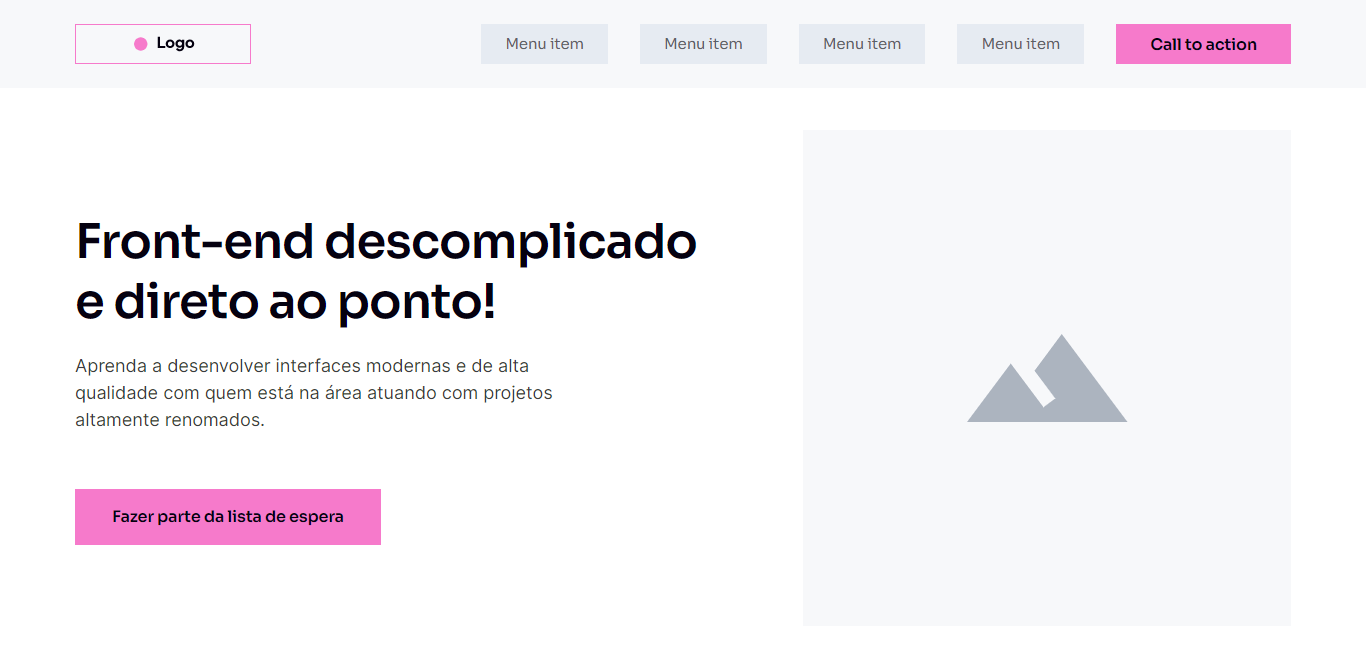 Logo
Menu item
Menu item
Menu item
Menu item
Call to action
Front-end descomplicado
e direto ao ponto!
Aprenda a desenvolver interfaces modernas e de alta
qualidade com quem está na área atuando com projetos
altamente renomados.
Fazer parte da lista de espera